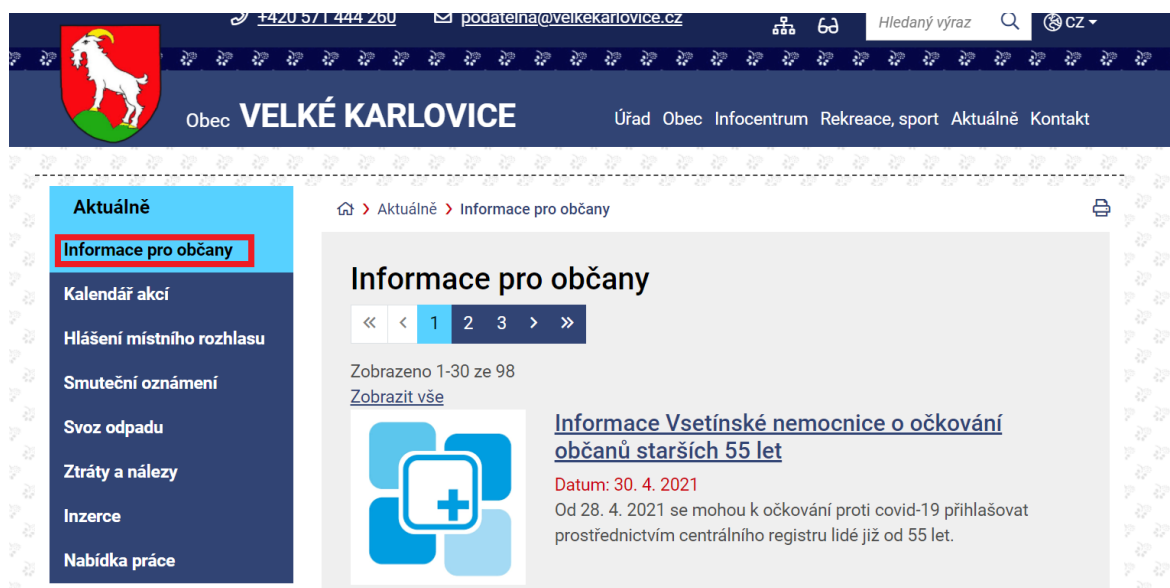 +420 571 444 260 podatelna@velkekarlovice.cz Hledaný výraz CZ
Obec VELKÉ KARLOVICE Úřad Obec Infocentrum Rekreace, sport Aktuálně Kontakt
Aktuálně
Informace pro občany
Kalendář akcí
Hlášení místního rozhlasu
Smuteční oznámení
Svoz odpadu
Ztráty a nálezy
Inzerce
Nabídka práce
Aktuálně Informace pro občany
Informace pro občany
« < 1 2 3 > »
Zobrazeno 1-30 ze 98
Zobrazit vše
Informace Vsetínské nemocnice o očkování
občanů starších 55 let
Datum: 30. 4. 2021
Od 28. 4. 2021 se mohou k očkování proti covid-19 přihlašovat
prostřednictvím centrálního registru lidé již od 55 let.